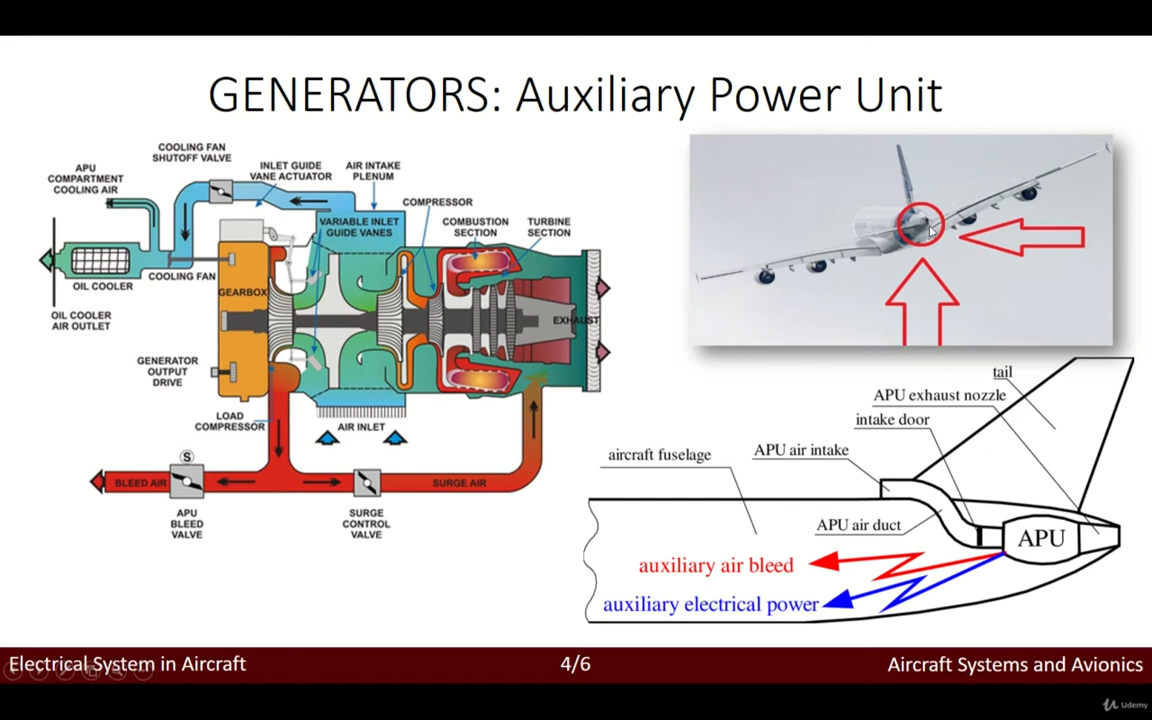 GENERATORS: Auxiliary Power Unit
COOLING FAN
SHUTOFF VALVE
APU
COMPARTMENT
COOLING AIR
INLET GUIDE
VANE ACTUATOR
AIR INTAKE
PLENUM
COMPRESSOR
VARIABLE INLET
GUIDE VANES
COMBUSTION
SECTION
TURBINE
SECTION
COOLING FAN
OIL COOLER
GEARBOX
OIL COOLER
AIR OUTLET
EXHAUST
GENERATOR
OUTPUT
DRIVE
LOAD
COMPRESSOR
AIR INLET
S
BLEED AIR
SURGE AIR
APU
BLEED
VALVE
SURGE
CONTROL
VALVE
tail
APU exhaust nozzle
intake door
APU air intake
aircraft fuselage
APU air duct
APU
auxiliary air bleed
auxiliary electrical power
Electrical System in Aircraft
4/6
Aircraft Systems and Avionics
Udemy